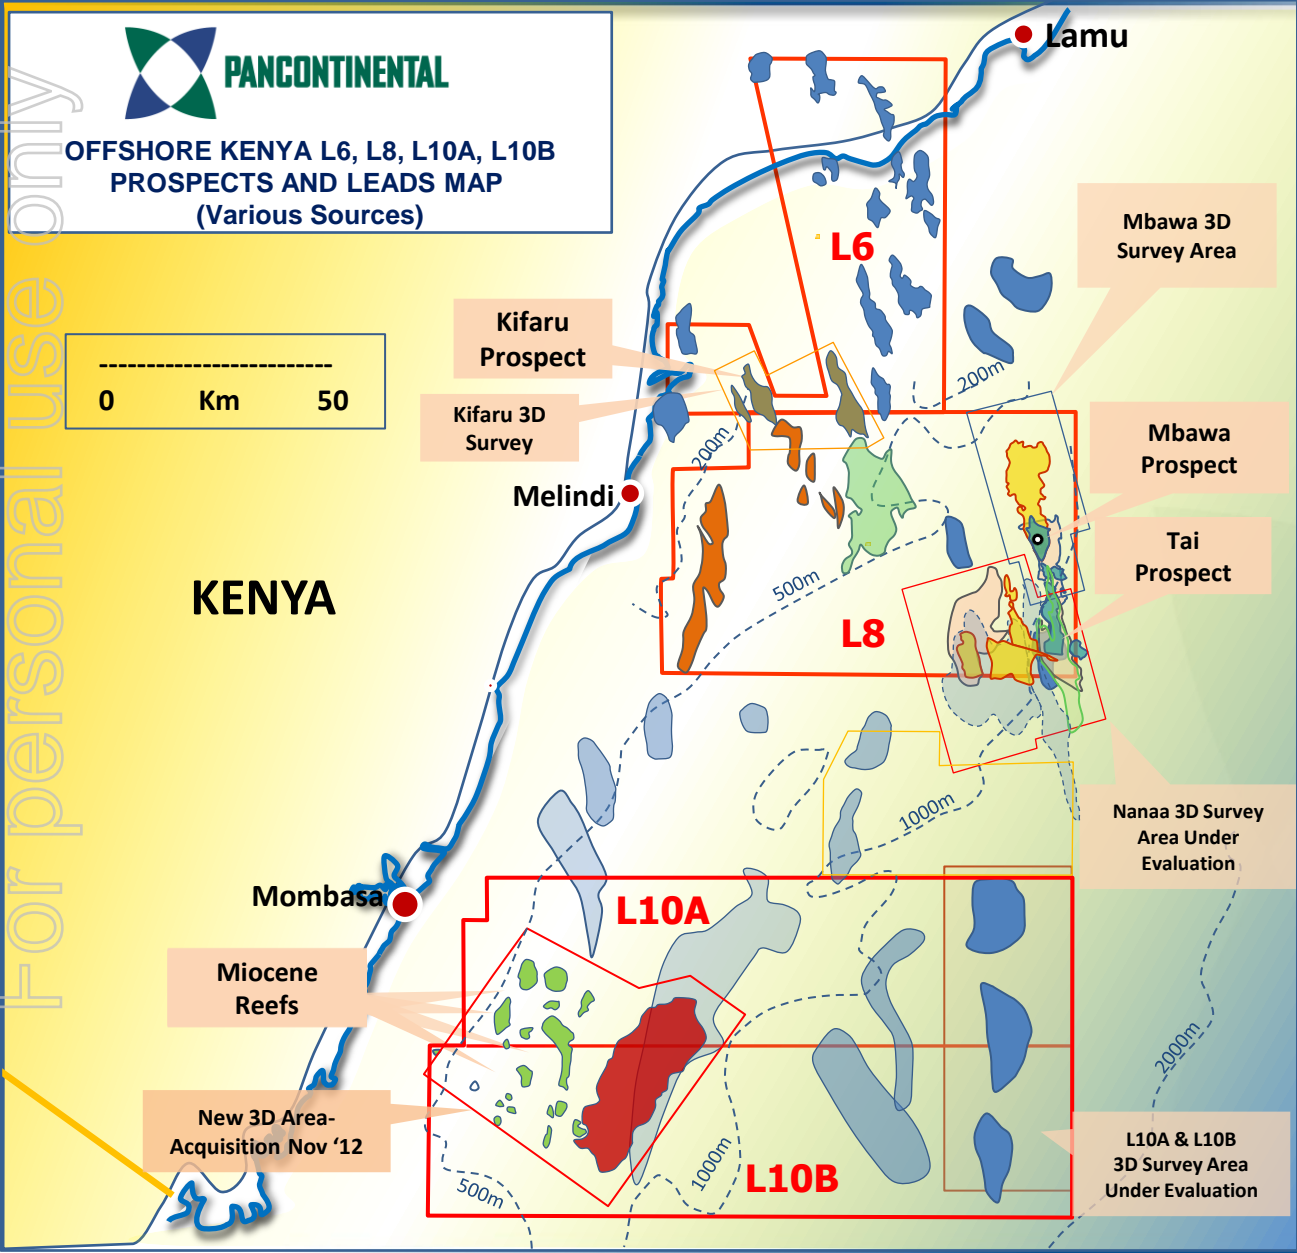 For personal use only
PANCONTINENTAL
OFFSHORE KENYA L6, L8, L10A, L10B
PROSPECTS AND LEADS MAP
(Various Sources)
Lamu
Mbawa 3D
Survey Area
L6
Kifaru
Prospect
0 Km 50
200m
Kifaru 3D
Survey
200m
Mbawa
Prospect
Melindi
Tai
Prospect
500m
KENYA
L8
1000m
Nanaa 3D Survey
Area Under
Evaluation
Mombasa
L10A
Miocene
Reefs
2000m
New 3D Area-
Acquisition Nov ‘12
1000m
L10B
500m
L10A & L10B
3D Survey Area
Under Evaluation